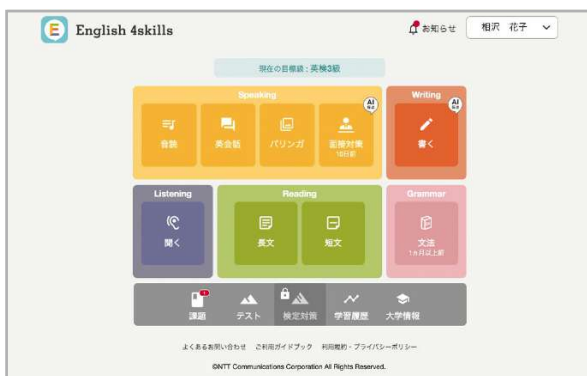 English 4skills
お知らせ
相沢 花子
現在の目標級：英検3級
Speaking
音読
英会話
パリンガ
AI
面接対策
16日前
Writing
AI
書く
Listening
聞く
Reading
長文
短文
Grammar
文法
1ヵ月以上前
1
課題
テスト
検定対策
学習履歴
大学情報
よくあるお問い合わせ ご利用ガイドブック 利用規約・プライバシーポリシー
©NTT Communications Corporation All Rights Reserved.